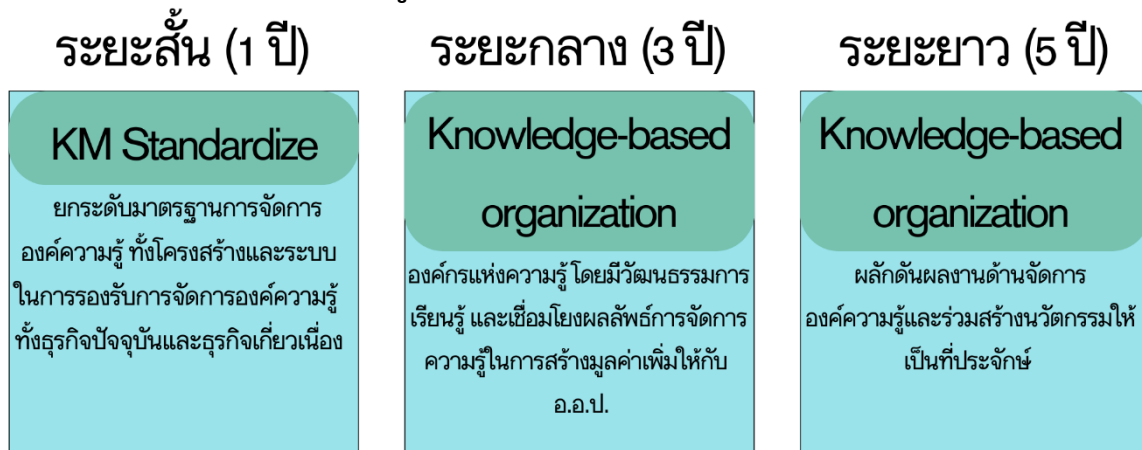 ระยะสั้น (1 ปี)
KM Standardize
ยกระดับมาตรฐานการจัดการ
องค์ความรู้ ทั้งโครงสร้างและระบบ
ในการรองรับการจัดการองค์ความรู้
ทั้งธุรกิจปัจจุบันและธุรกิจเกี่ยวเนื่อง
ระยะกลาง (3 ปี)
Knowledge-based
organization
องค์กรแห่งความรู้ โดยมีวัฒนธรรมการ
เรียนรู้ และเชื่อมโยงผลลัพธ์การจัดการ
ความรู้ในการสร้างมูลค่าเพิ่มให้กับ
อ.อ.ป.
ระยะยาว (5 ปี)
Knowledge-based
organization
ผลักดันผลงานด้านจัดการ
องค์ความรู้และร่วมสร้างนวัตกรรมให้
เป็นที่ประจักษ์